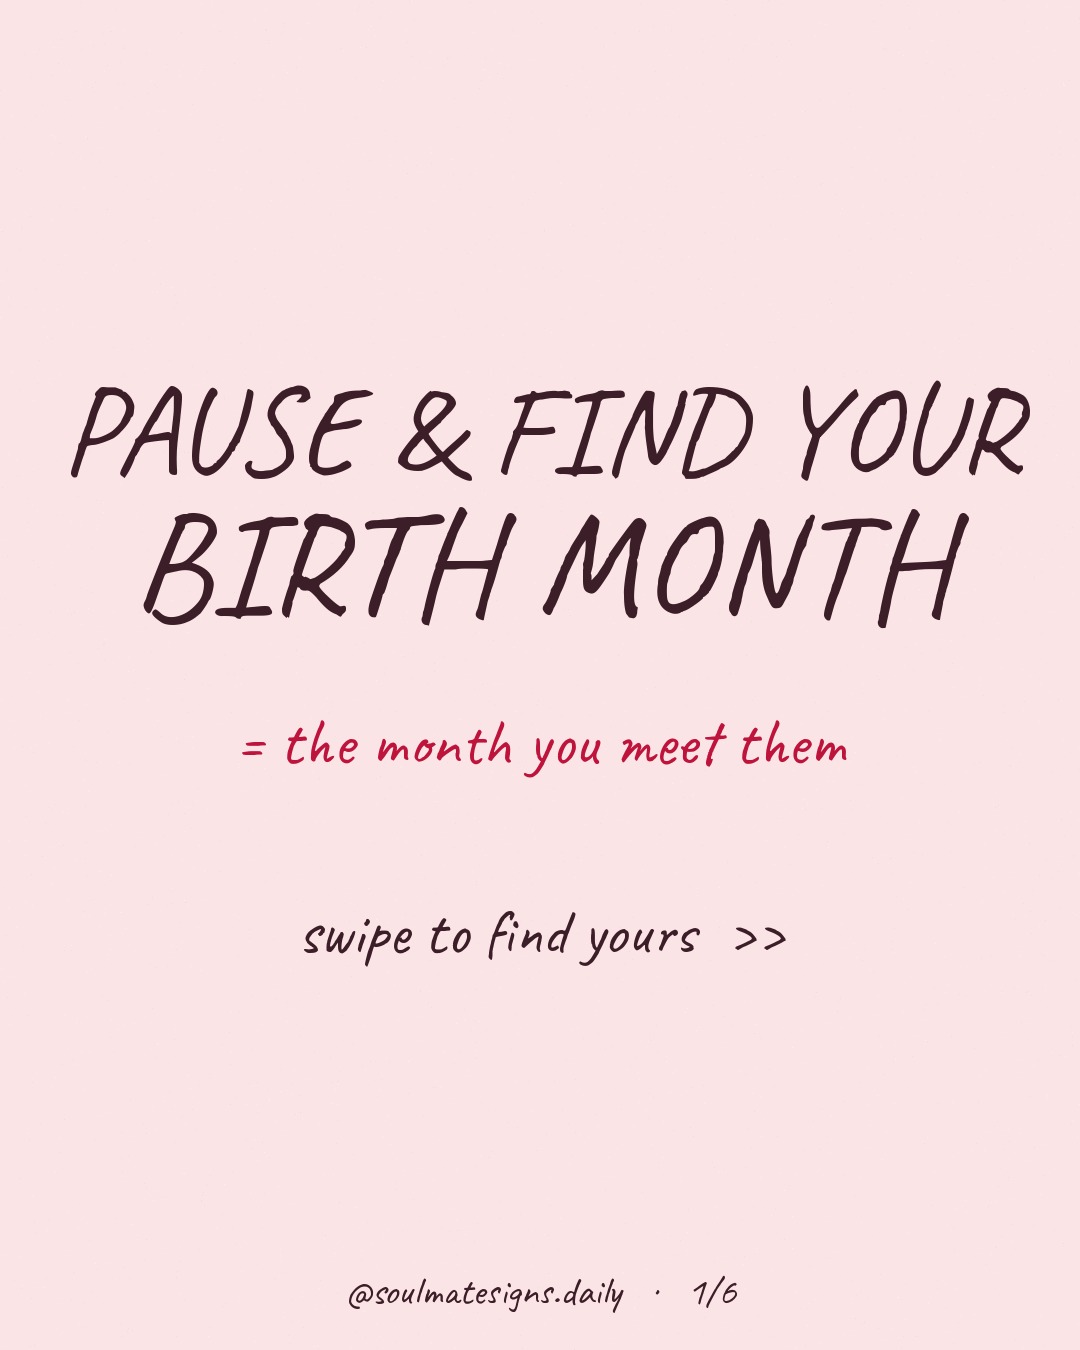 PAUSE & FIND YOUR
BIRTH MONTH
= the month you meet them
swipe to find yours >>
@soulmatesigns.daily · 1/6